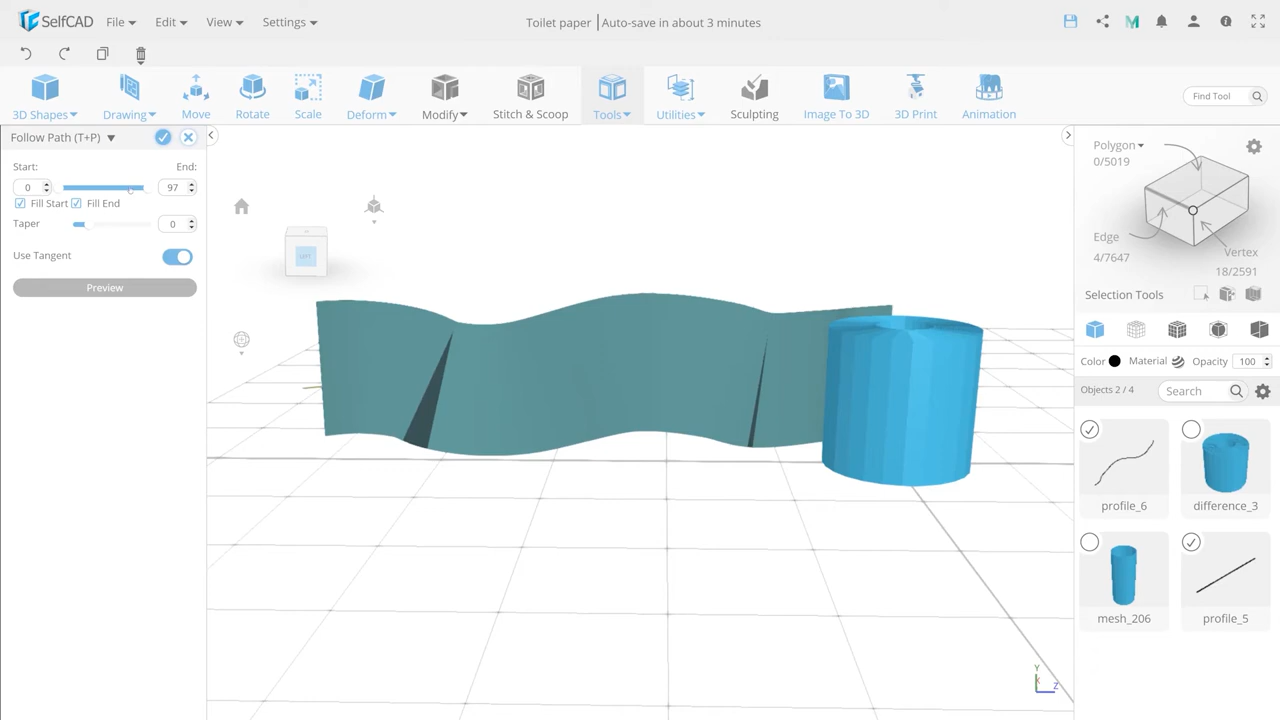 SelfCAD File Edit View Settings Toilet paper Auto-save in about 3 minutes
3D Shapes Drawing Move Rotate Scale Deform Modify Stitch & Scoop Tools Utilities Sculpting Image To 3D 3D Print Animation Find Tool
Follow Path (T+P)
Start: End:
0 97
Fill Start Fill End
Taper 0
Use Tangent
Preview
LEFT
Polygon
0/5019
Edge
4/7647
Vertex
18/2591
Selection Tools
Color Material Opacity 100
Objects 2 / 4 Search
profile_6 difference_3
mesh_206 profile_5
Y
X
Z